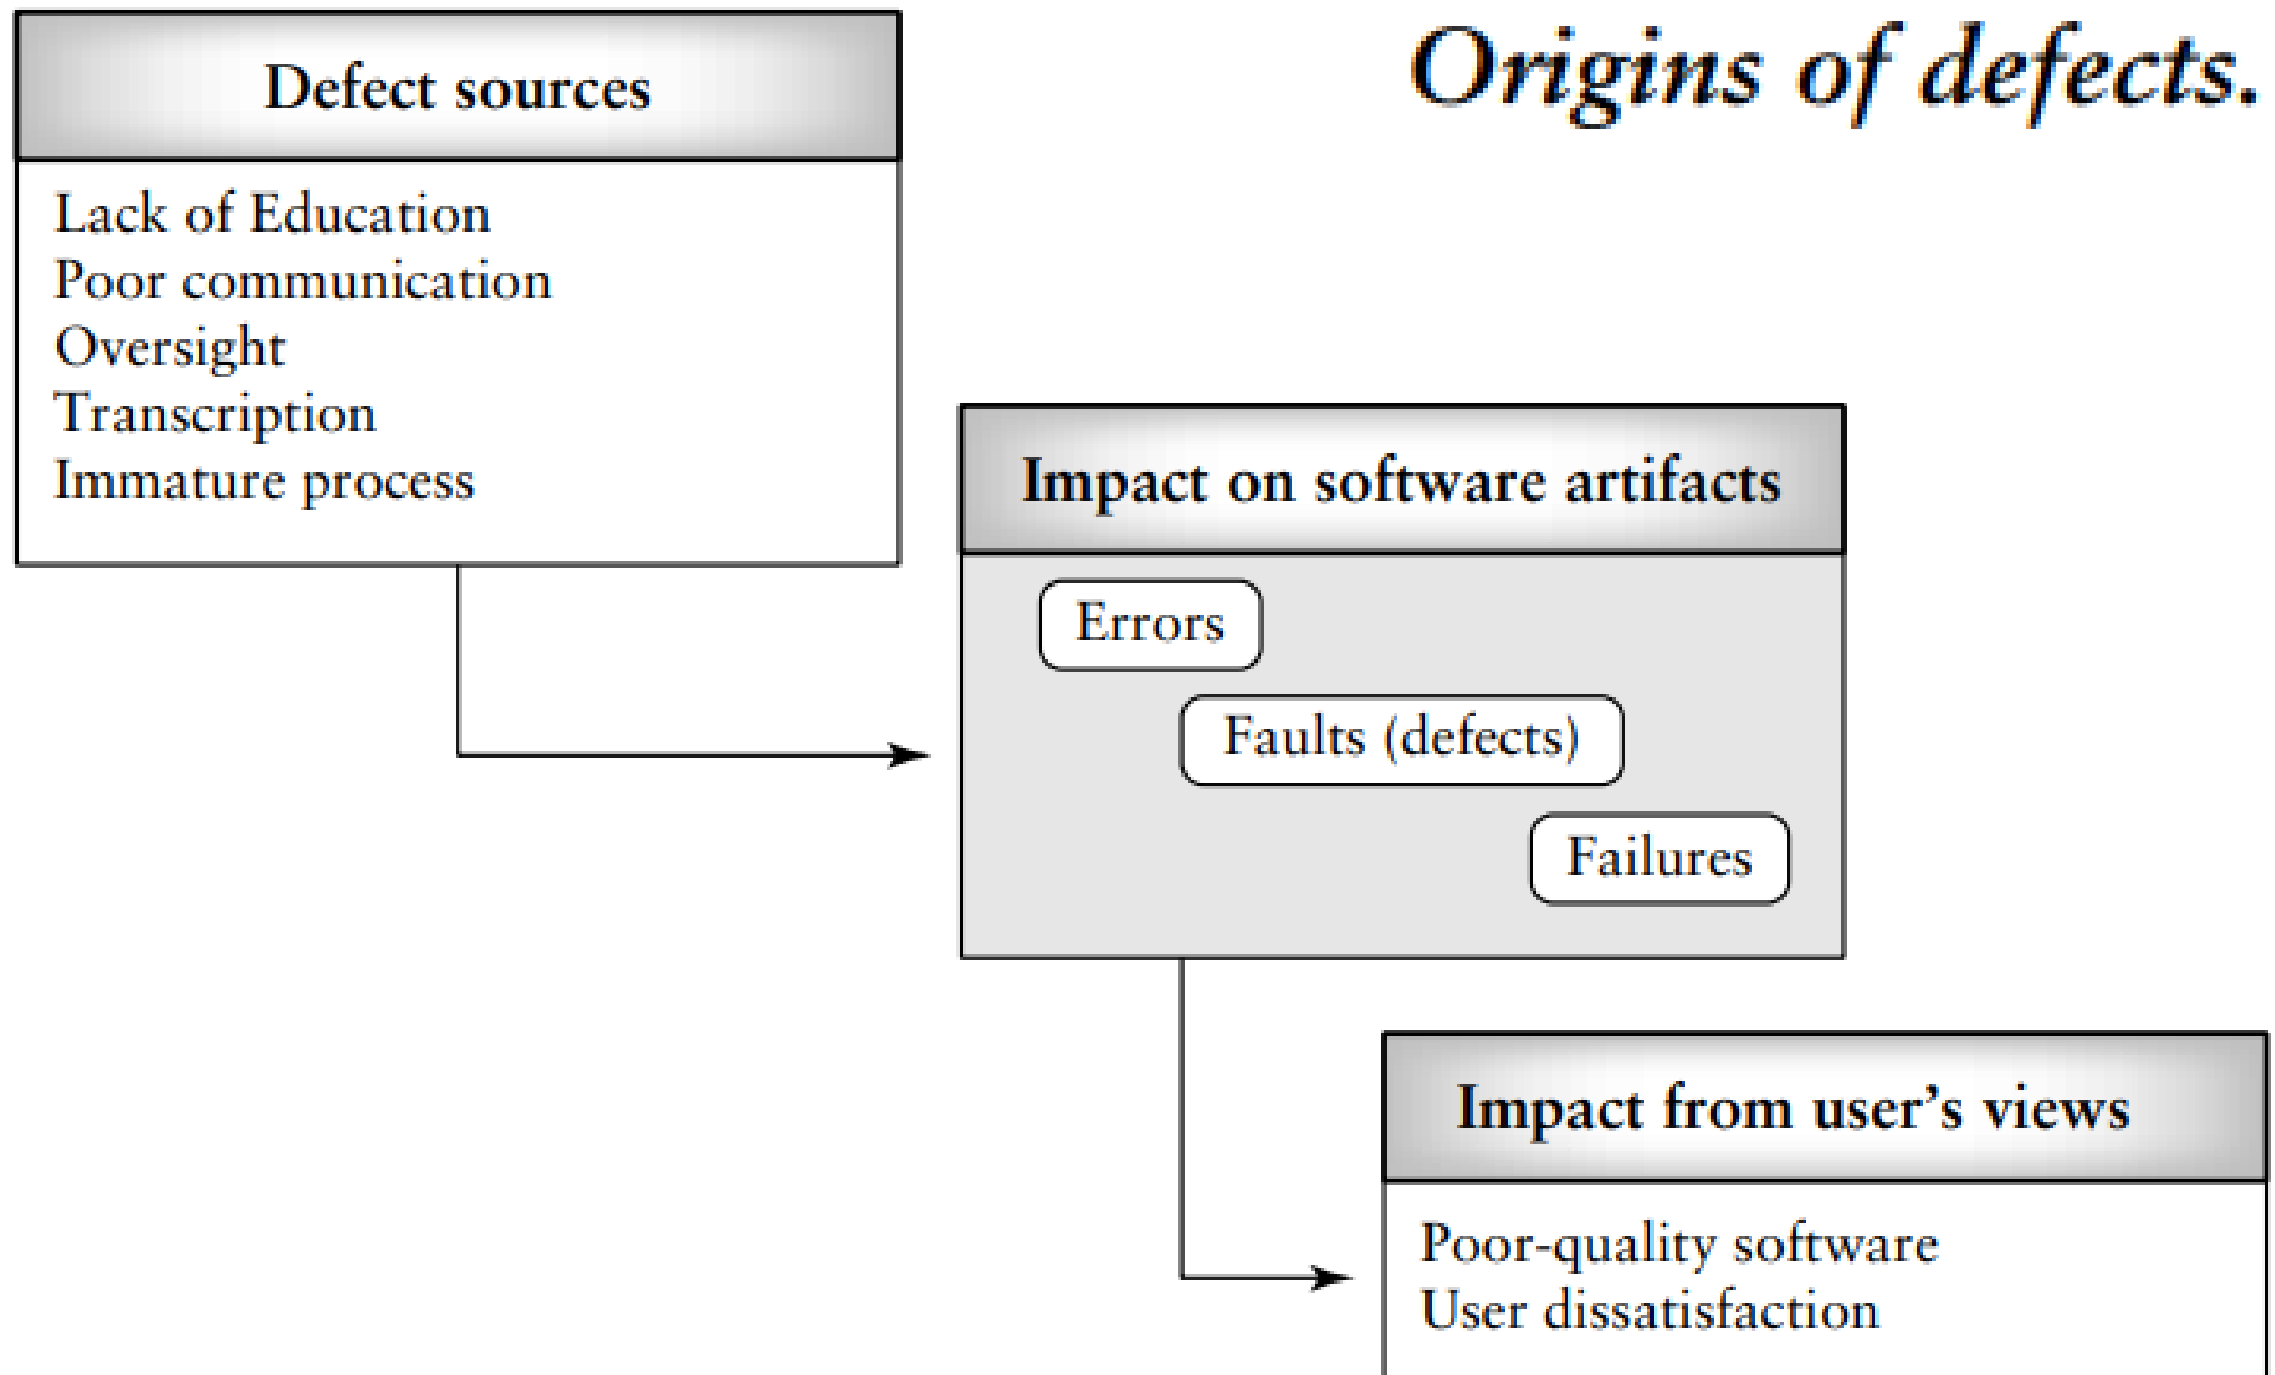 Origins of defects.
Defect sources
Lack of Education
Poor communication
Oversight
Transcription
Immature process
Impact on software artifacts
Errors
Faults (defects)
Failures
Impact from user’s views
Poor-quality software
User dissatisfaction